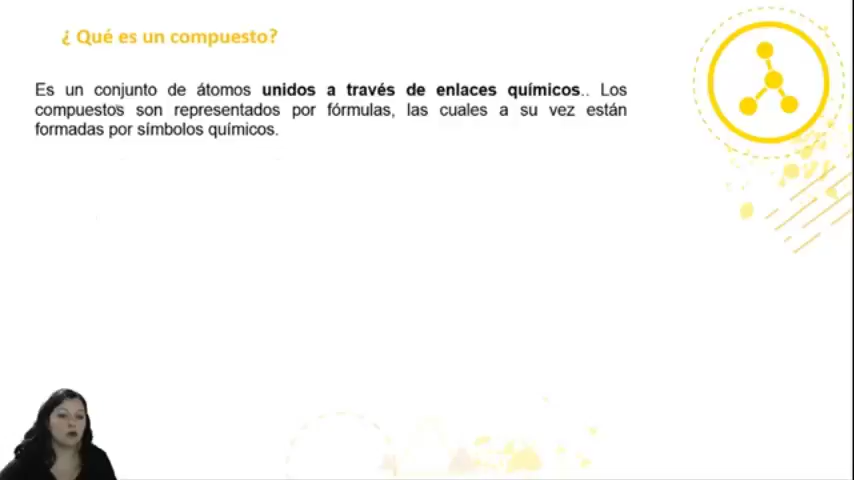 ¿ Qué es un compuesto?
Es un conjunto de átomos unidos a través de enlaces químicos.. Los
compuestos son representados por fórmulas, las cuales a su vez están
formadas por símbolos químicos.